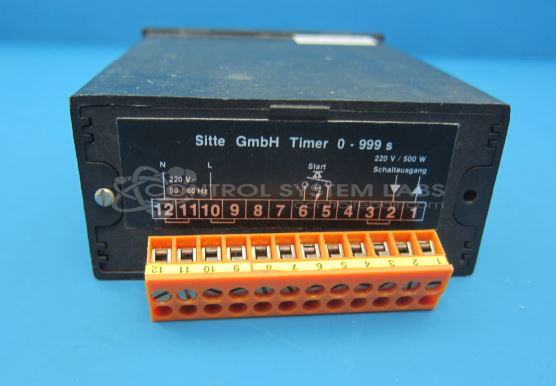 Sitte GmbH Timer 0 - 999 s
N L Start 220 V / 500 W
Schaltausgang
220 V~
50 / 60 Hz
CONTROL SYSTEM LABS
12 11 10 9 8 7 6 5 4 3 2 1
12 11 10 9 8 7 6 5 4 3 2 1